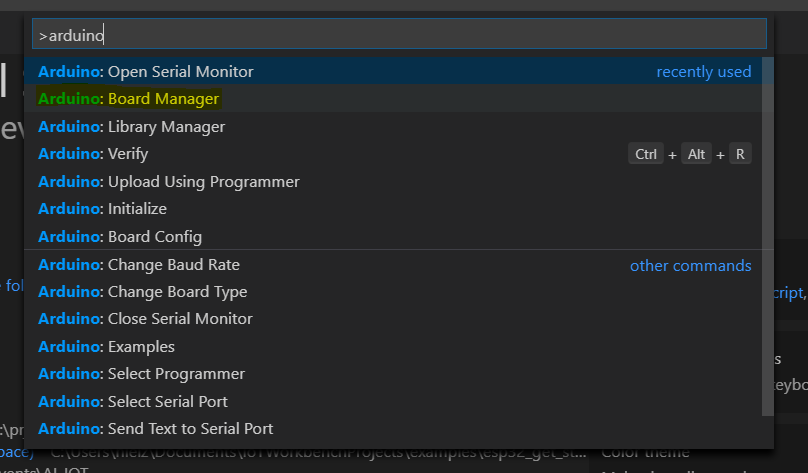 >arduino
Arduino: Open Serial Monitor recently used
Arduino: Board Manager
Arduino: Library Manager
Arduino: Verify Ctrl + Alt + R
Arduino: Upload Using Programmer
Arduino: Initialize
Arduino: Board Config
Arduino: Change Baud Rate other commands
Arduino: Change Board Type
Arduino: Close Serial Monitor
Arduino: Examples
Arduino: Select Programmer
Arduino: Select Serial Port
Arduino: Send Text to Serial Port
Color theme